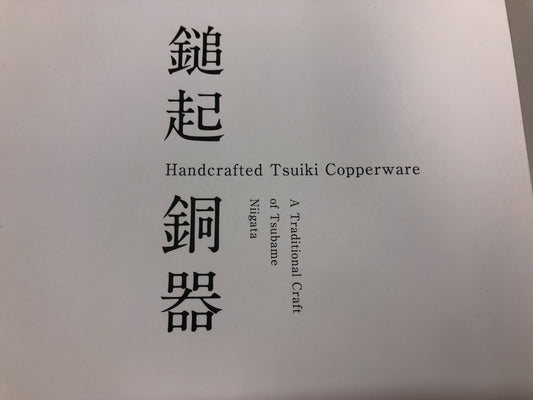 鎚起銅器
Handcrafted Tsuiki Copperware
A Traditional Craft
of Tsubame
Niigata